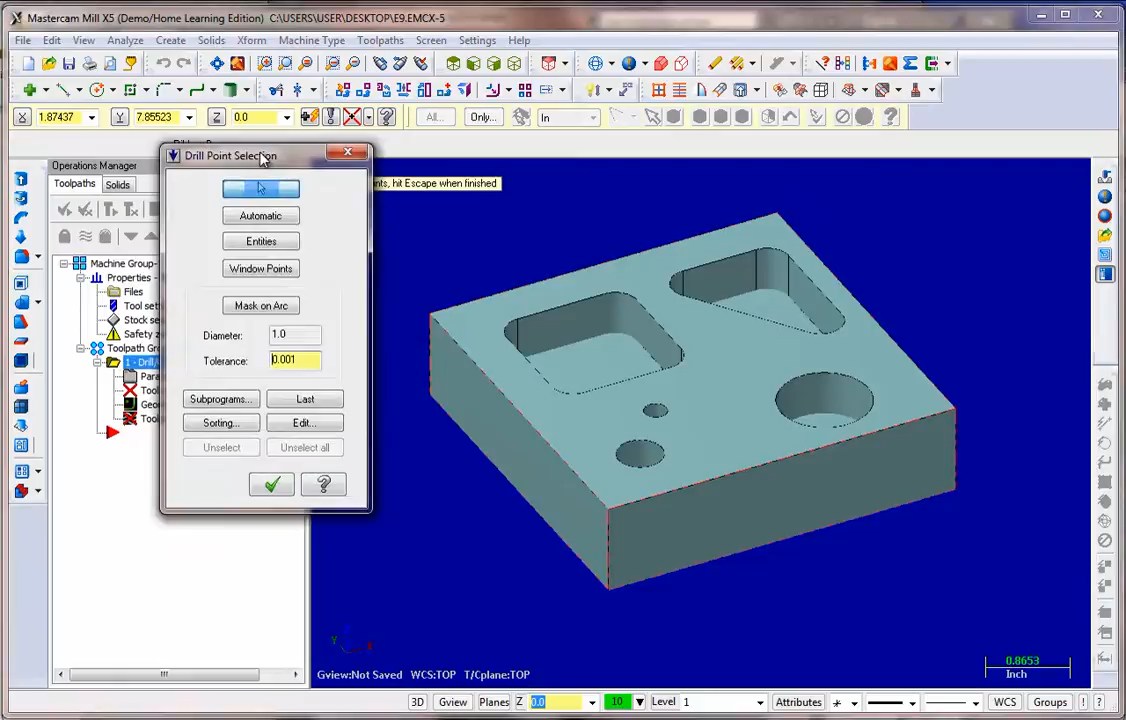 Mastercam Mill X5 (Demo/Home Learning Edition) C:\USERS\USER\DESKTOP\E9.EMCX-5
File Edit View Analyze Create Solids Xform Machine Type Toolpaths Screen Settings Help
X 1.87437 Y 7.85523 Z 0.0 All... Only... In
Operations Manager
Toolpaths Solids
Machine Group-
Properties -
Files
Tool set
Stock se
Safety z
Toolpath Gro
1 - Drill/
Para
Tool
Geo
Tool
Drill Point Selection
Automatic
Entities
Window Points
Mask on Arc
Diameter: 1.0
Tolerance: 0.001
Subprograms... Last
Sorting... Edit...
Unselect Unselect all
nts, hit Escape when finished
0.8653
Inch
Gview:Not Saved WCS:TOP T/Cplane:TOP
3D Gview Planes Z 0.0 10 Level 1 Attributes WCS Groups ! ?